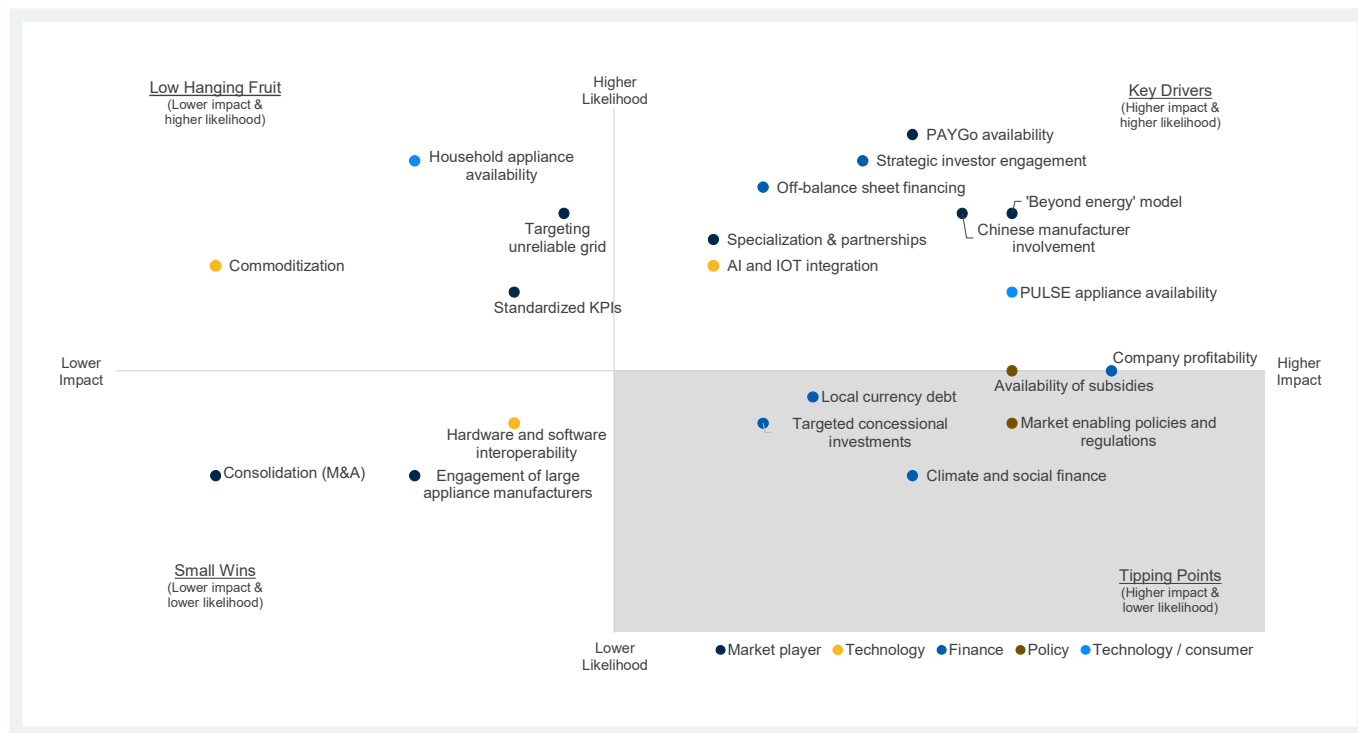 Low Hanging Fruit
(Lower impact &
higher likelihood)
Higher
Likelihood
Key Drivers
(Higher impact &
higher likelihood)
PAYGo availability
Household appliance
availability
Strategic investor engagement
Off-balance sheet financing
'Beyond energy' model
Targeting
unreliable grid
Chinese manufacturer
involvement
Specialization & partnerships
Commoditization
AI and IOT integration
PULSE appliance availability
Standardized KPIs
Lower
Impact
Company profitability
Higher
Impact
Availability of subsidies
Local currency debt
Targeted concessional
investments
Market enabling policies and
regulations
Hardware and software
interoperability
Consolidation (M&A)
Engagement of large
appliance manufacturers
Climate and social finance
Small Wins
(Lower impact &
lower likelihood)
Tipping Points
(Higher impact &
lower likelihood)
Lower
Likelihood
Market player
Technology
Finance
Policy
Technology / consumer